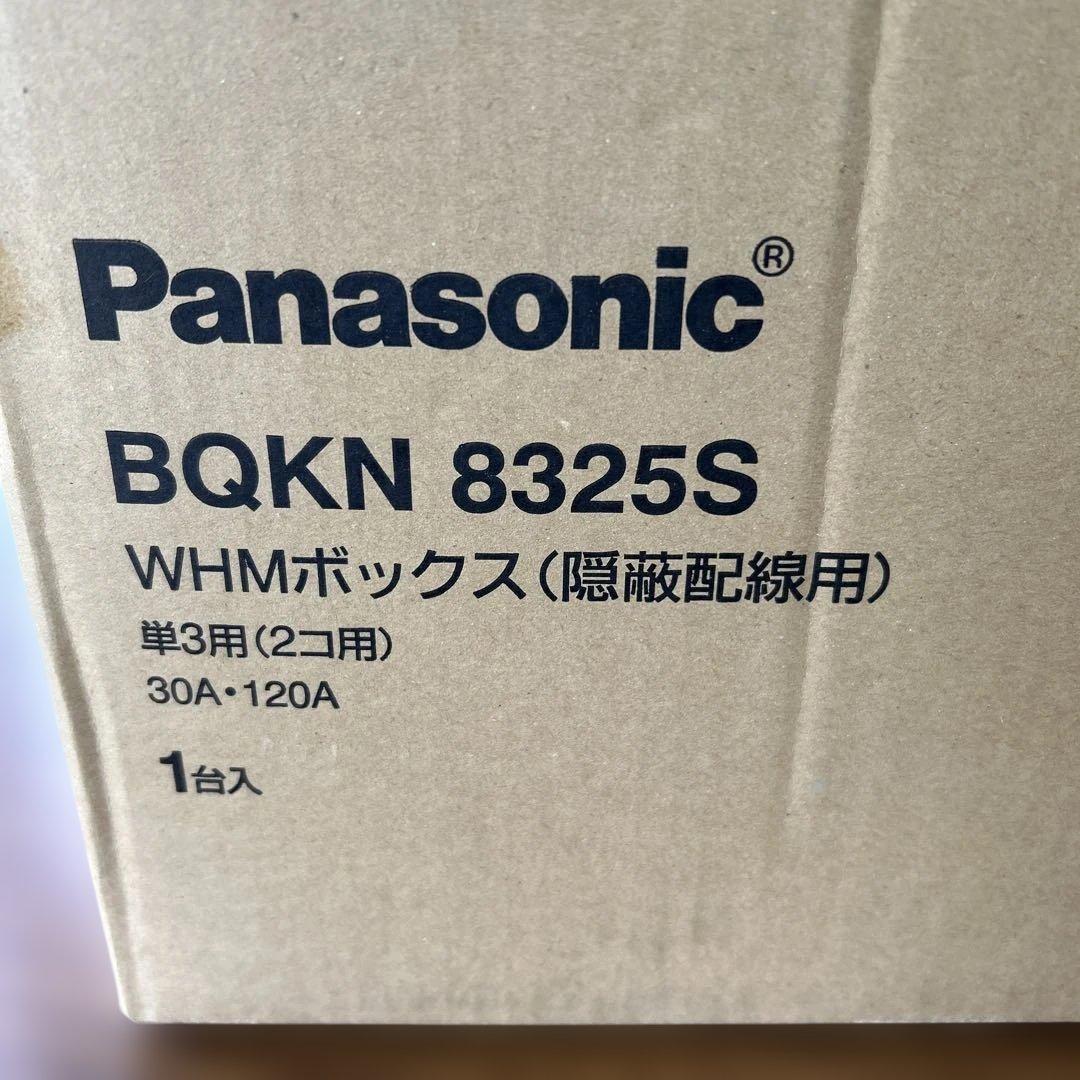 Panasonic®
BQKN 8325S
WHMボックス(隠蔽配線用)
単3用(2コ用)
30A・120A
1台入